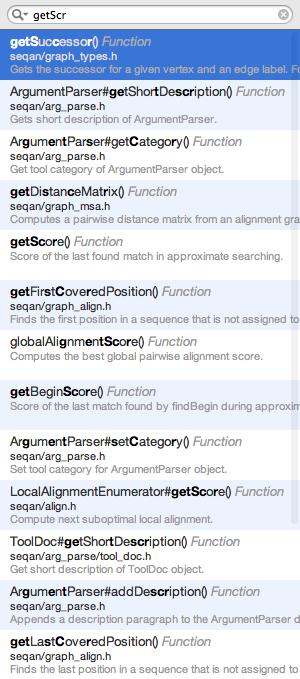 getScr
getSuccessor() Function
seqan/graph_types.h
Gets the successor for a given vertex and an edge label. Fo
ArgumentParser#getShortDescription() Function
seqan/arg_parse.h
Gets short description of ArgumentParser.
ArgumentParser#getCategory() Function
seqan/arg_parse.h
Get tool category of ArgumentParser object.
getDistanceMatrix() Function
seqan/graph_msa.h
Computes a pairwise distance matrix from an alignment gra
getScore() Function
Score of the last found match in approximate searching.
getFirstCoveredPosition() Function
seqan/graph_align.h
Finds the first position in a sequence that is not assigned to
globalAlignmentScore() Function
Computes the best global pairwise alignment score.
getBeginScore() Function
Score of the last match found by findBegin during approxim
ArgumentParser#setCategory() Function
seqan/arg_parse.h
Set tool category for ArgumentParser object.
LocalAlignmentEnumerator#getScore() Function
seqan/align.h
Compute next suboptimal local alignment.
ToolDoc#getShortDescription() Function
seqan/arg_parse/tool_doc.h
Get short description of ToolDoc object.
ArgumentParser#addDescription() Function
seqan/arg_parse.h
Appends a description paragraph to the ArgumentParser d
getLastCoveredPosition() Function
seqan/graph_align.h
Finds the last position in a sequence that is not assigned to